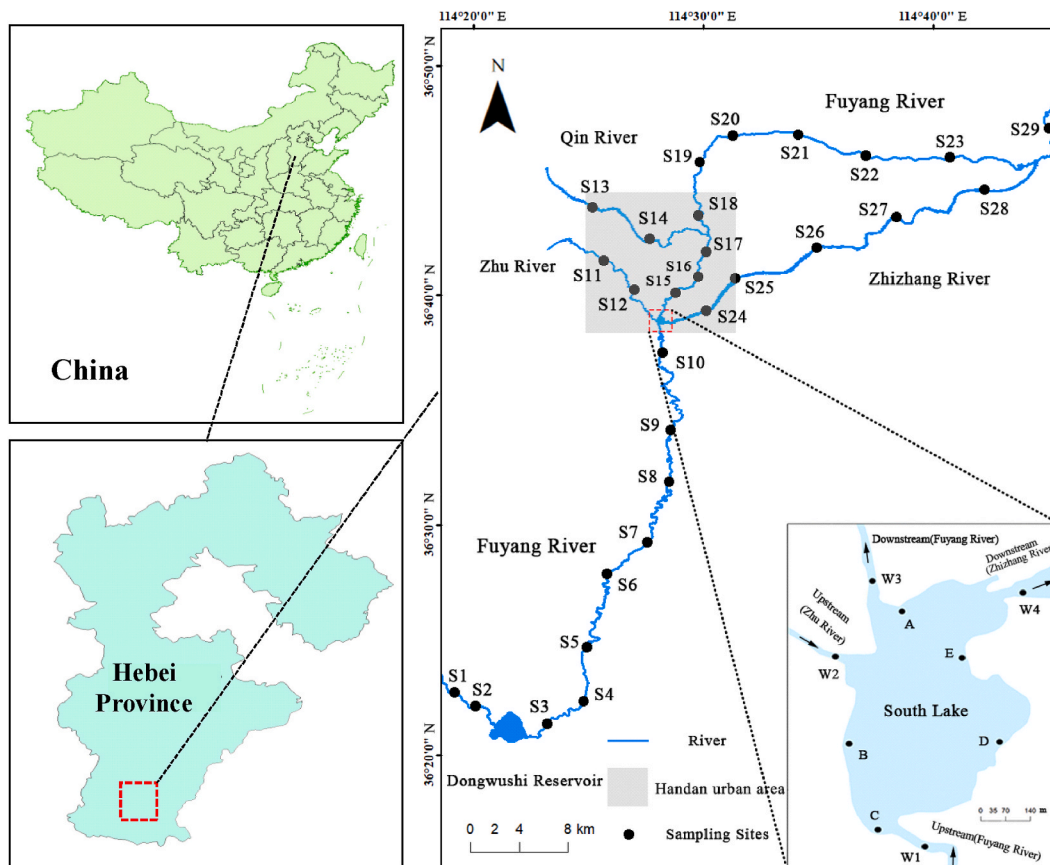 China
Hebei
Province
114°20′0″ E
114°30′0″ E
114°40′0″ E
36°50′0″ N
36°40′0″ N
36°30′0″ N
36°20′0″ N
N
Fuyang River
S29
S20
S21
S19
S22
S23
Qin River
S13
S14
S18
S28
S27
S17
S26
Zhu River
S11
S16
S15
S12
S25
Zhizhang River
S24
S10
S9
S8
S7
Fuyang River
S6
S5
S1
S2
S3
S4
Dongwushi Reservoir
River
Handan urban area
Sampling Sites
0 4 8 km
Downstream(Fuyang River)
Downstream
(Zhizhang River)
W3
W4
A
Upstream
(Zhu River)
W2
E
South Lake
B
D
C
W1
Upstream(Fuyang River)
0 35 70 140 m